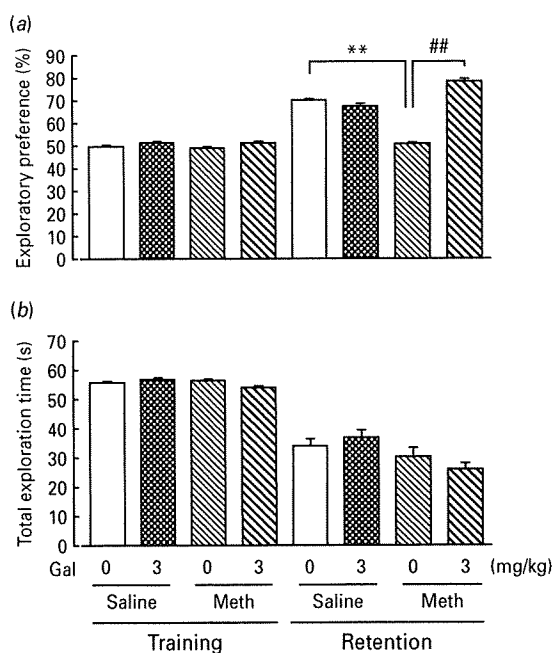 (a)
** ##
90
80
70
60
50
40
30
20
10
0
Exploratory preference (%)
(b)
70
60
50
40
30
20
10
0
Total exploration time (s)
Gal 0 3 0 3 0 3 0 3 (mg/kg)
Saline Meth Saline Meth
Training Retention